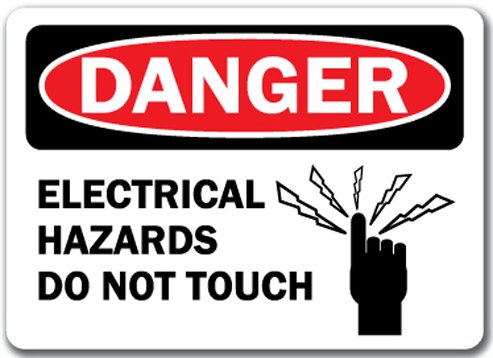 DANGER
ELECTRICAL
HAZARDS
DO NOT TOUCH